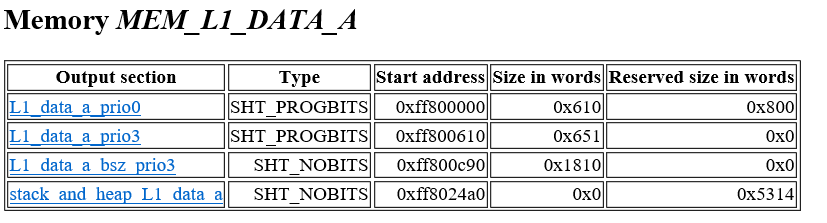 Memory MEM_L1_DATA_A
Output section Type Start address Size in words Reserved size in words
L1_data_a_prio0 SHT_PROGBITS 0xff800000 0x610 0x800
L1_data_a_prio3 SHT_PROGBITS 0xff800610 0x651 0x0
L1_data_a_bsz_prio3 SHT_NOBITS 0xff800c90 0x1810 0x0
stack_and_heap_L1_data_a SHT_NOBITS 0xff8024a0 0x0 0x5314